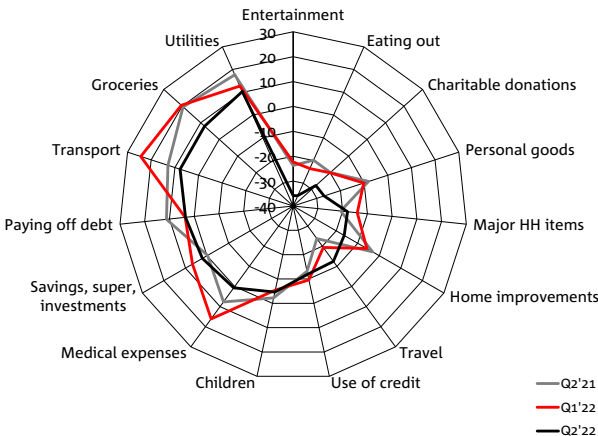 Entertainment
Eating out
Charitable donations
Personal goods
Major HH items
Home improvements
Travel
Use of credit
Children
Medical expenses
Savings, super,
investments
Paying off debt
Transport
Groceries
Utilities
30
20
10
0
-10
-20
-30
-40
Q2'21
Q1'22
Q2'22